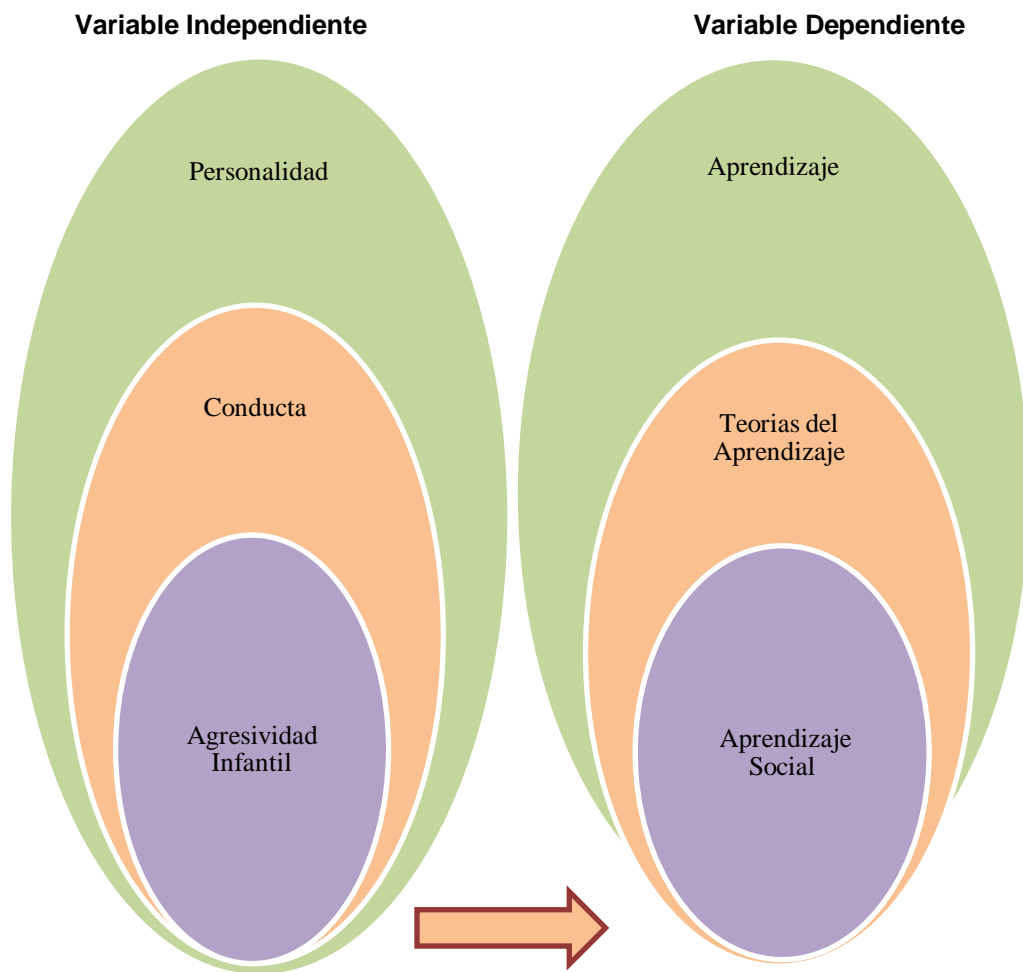 Variable Independiente
Variable Dependiente
Personalidad
Conducta
Agresividad
Infantil
Aprendizaje
Teorias del
Aprendizaje
Aprendizaje
Social